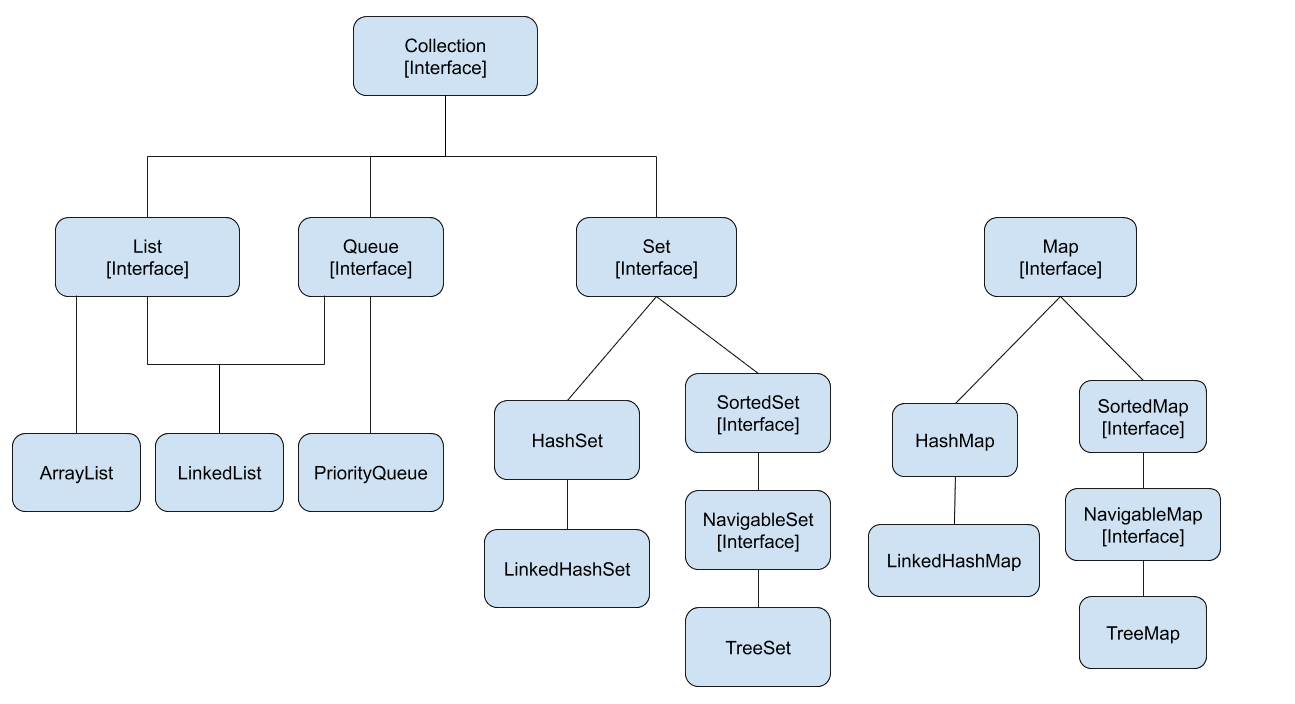 Collection
[Interface]
List
[Interface]
Queue
[Interface]
Set
[Interface]
Map
[Interface]
ArrayList
LinkedList
PriorityQueue
HashSet
SortedSet
[Interface]
HashMap
SortedMap
[Interface]
LinkedHashSet
NavigableSet
[Interface]
LinkedHashMap
NavigableMap
[Interface]
TreeSet
TreeMap